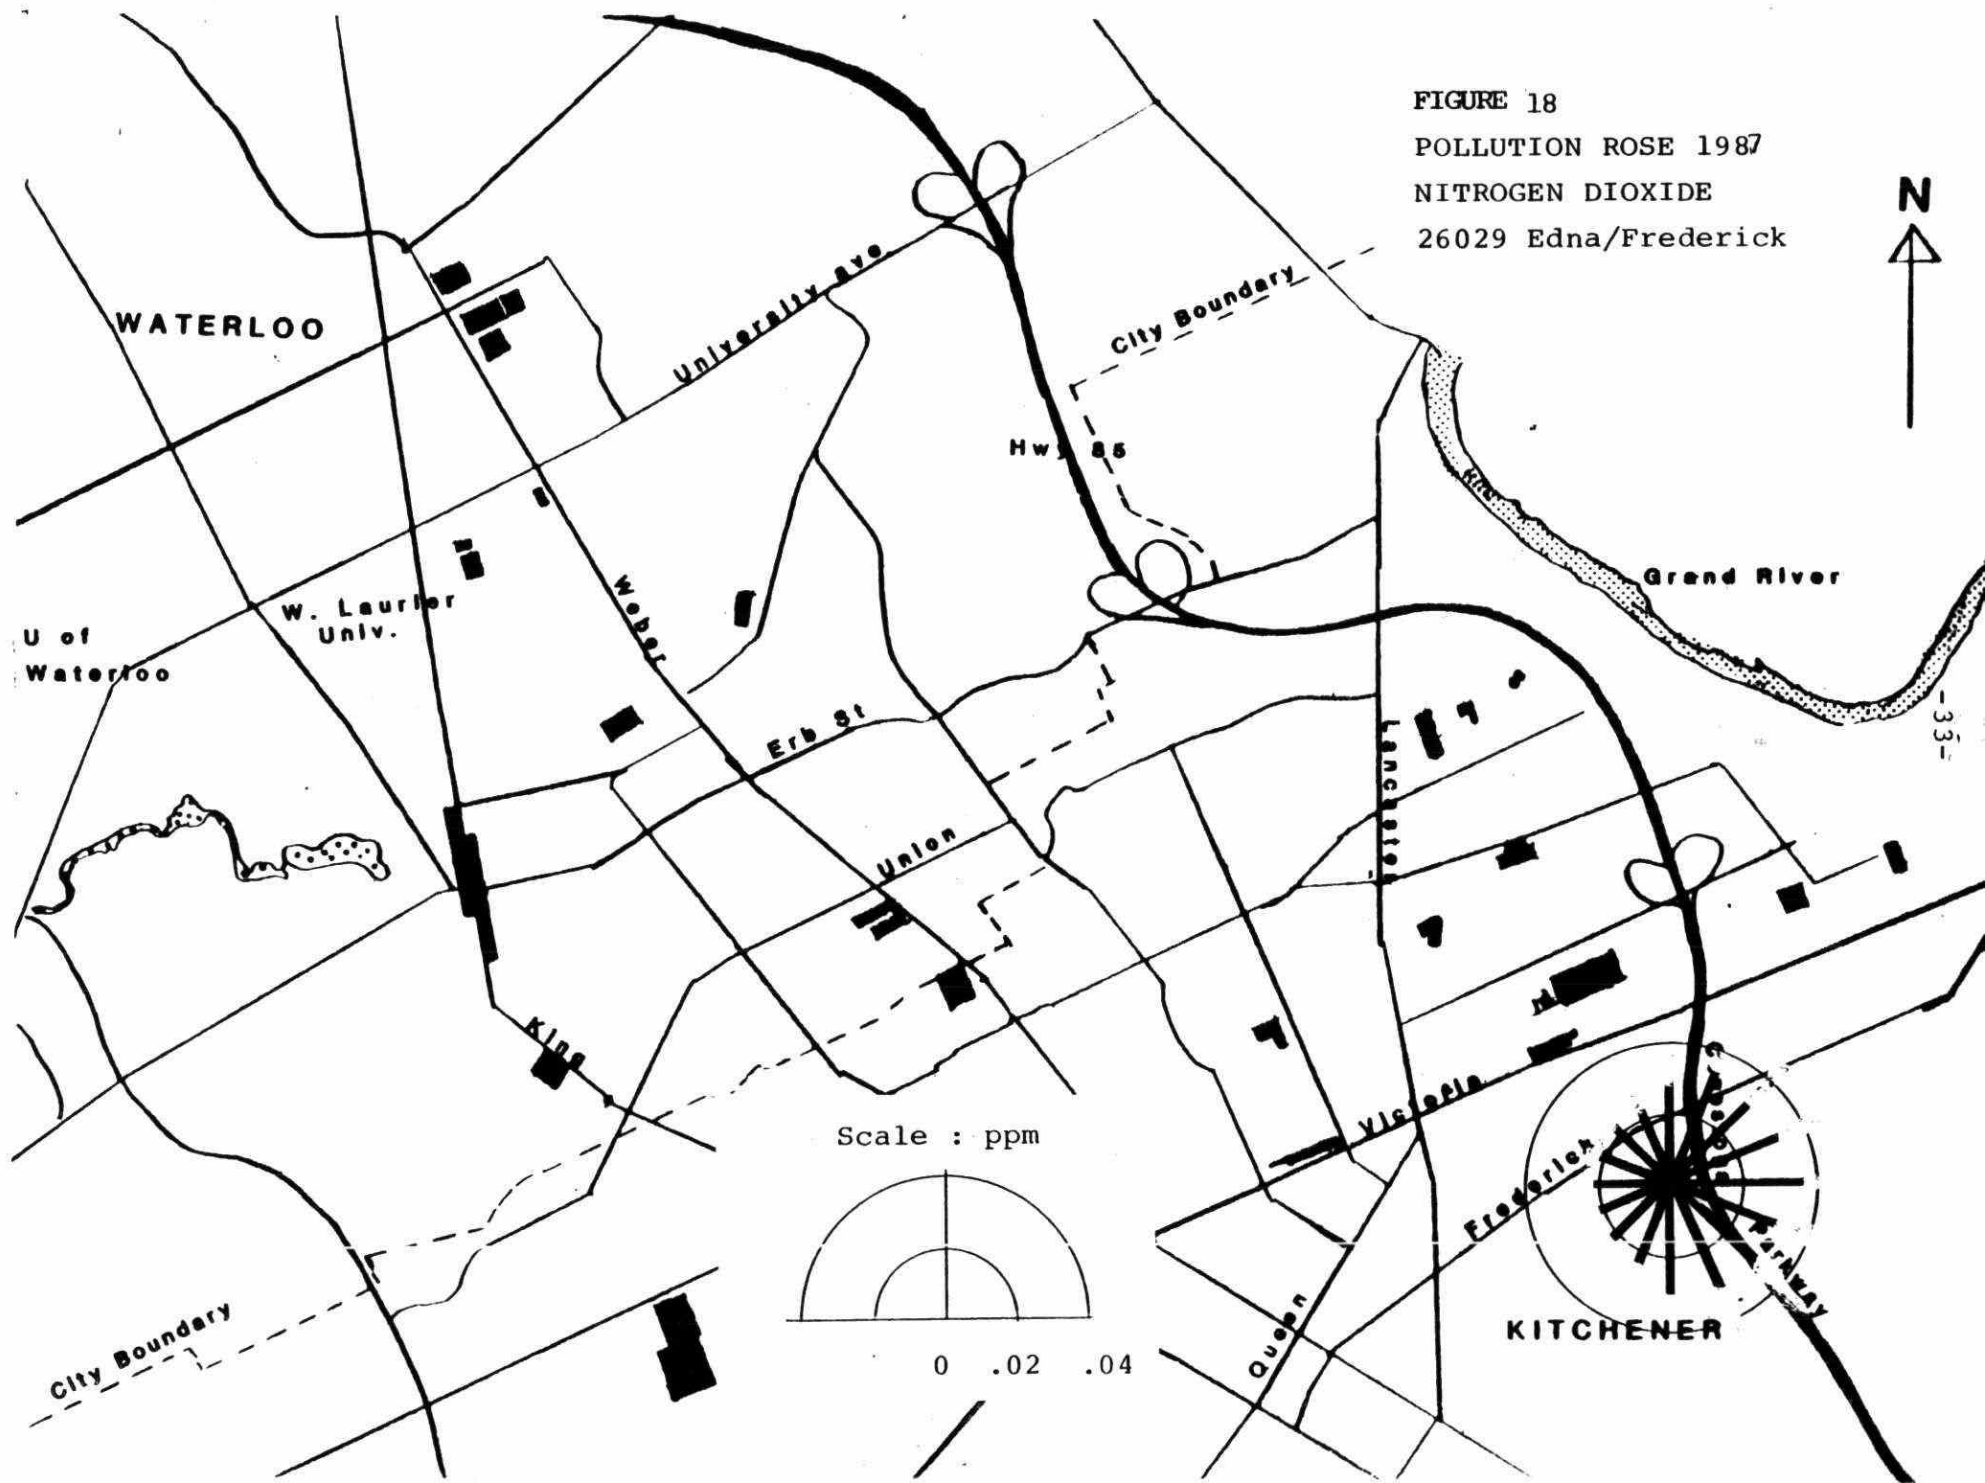 FIGURE 18
POLLUTION ROSE 1987
NITROGEN DIOXIDE
26029 Edna/Frederick
N
WATERLOO
University ave.
City Boundary
Hwy 85
Grand River
W. Laurier
Univ.
U of
Waterloo
Weber
-33-
Erb St
Lancaster
Union
King
Scale : ppm
Victoria
Frederick
Parkway
Queen
KITCHENER
City Boundary
0 .02 .04